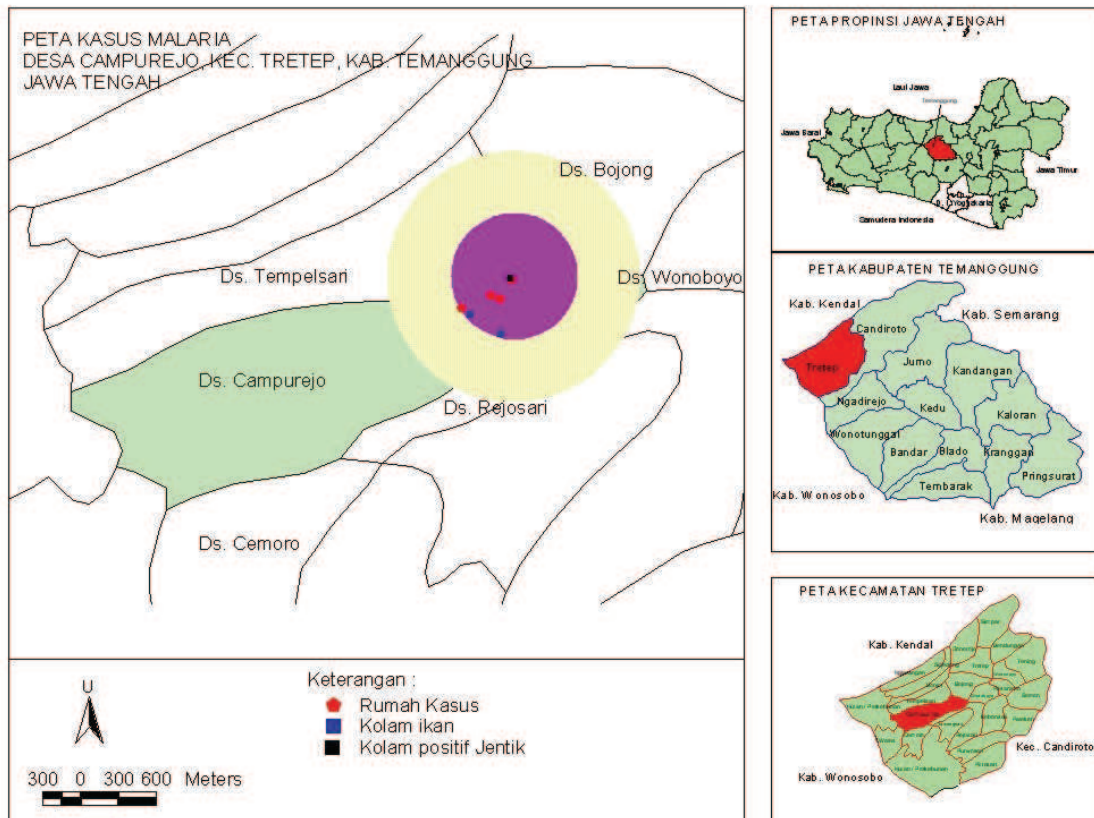 PETA KASUS MALARIA
DESA CAMPUREJO, KEC. TRETEP, KAB. TEMANGGUNG
JAWA TENGAH
Ds. Bojong
Ds. Tempelsari
Ds. Wonoboyo
Ds. Campurejo
Ds. Rejosari
Ds. Cemoro
U
300 0 300 600 Meters
Keterangan :
Rumah Kasus
Kolam ikan
Kolam positif Jentik
PETA PROPINSI JAWA TENGAH
Laut Jawa
Temanggung
Jawa Barat
Jawa Timur
D. I. Yogyakarta
Samudera Indonesia
PETA KABUPATEN TEMANGGUNG
Kab. Kendal
Kab. Semarang
Candiroto
Tretep
Jumo
Kandangan
Ngadirejo
Kedu
Kaloran
Wonotunggal
Bandar
Blado
Kranggan
Pringsurat
Tembarak
Kab. Wonosobo
Kab. Magelang
PETA KECAMATAN TRETEP
Kab. Kendal
Tretep
Bojong
Kec. Candiroto
Kab. Wonosobo